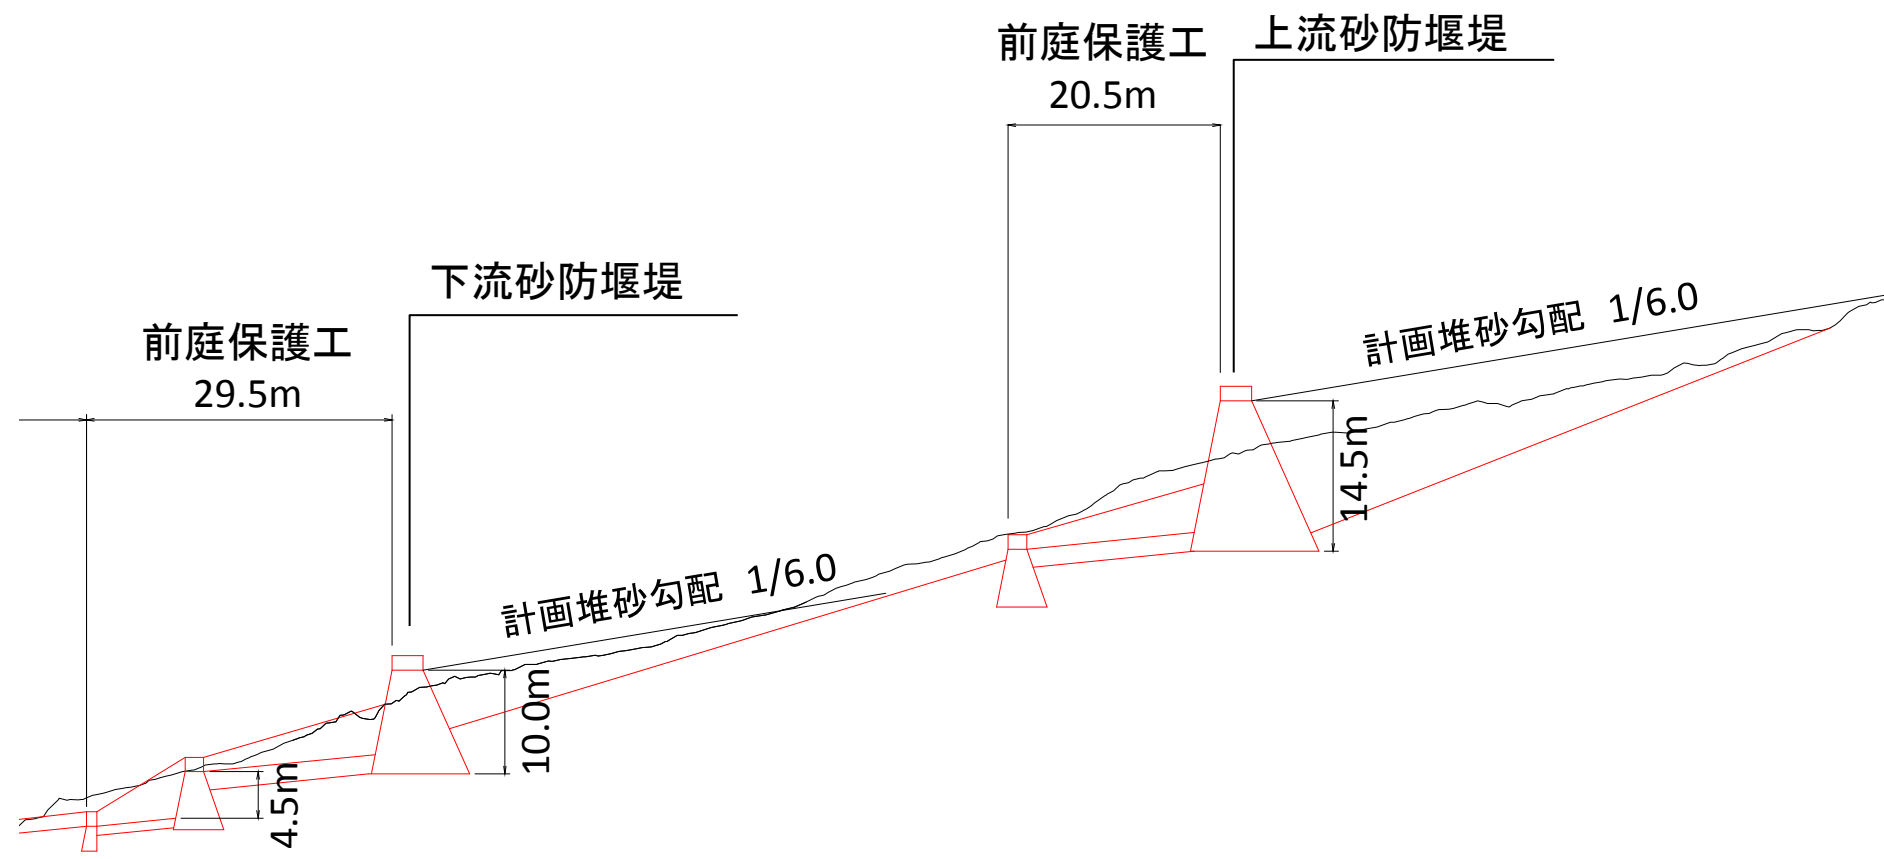 前庭保護工
20.5m
上流砂防堰堤
下流砂防堰堤
前庭保護工
29.5m
計画堆砂勾配 1/6.0
14.5m
計画堆砂勾配 1/6.0
10.0m
4.5m